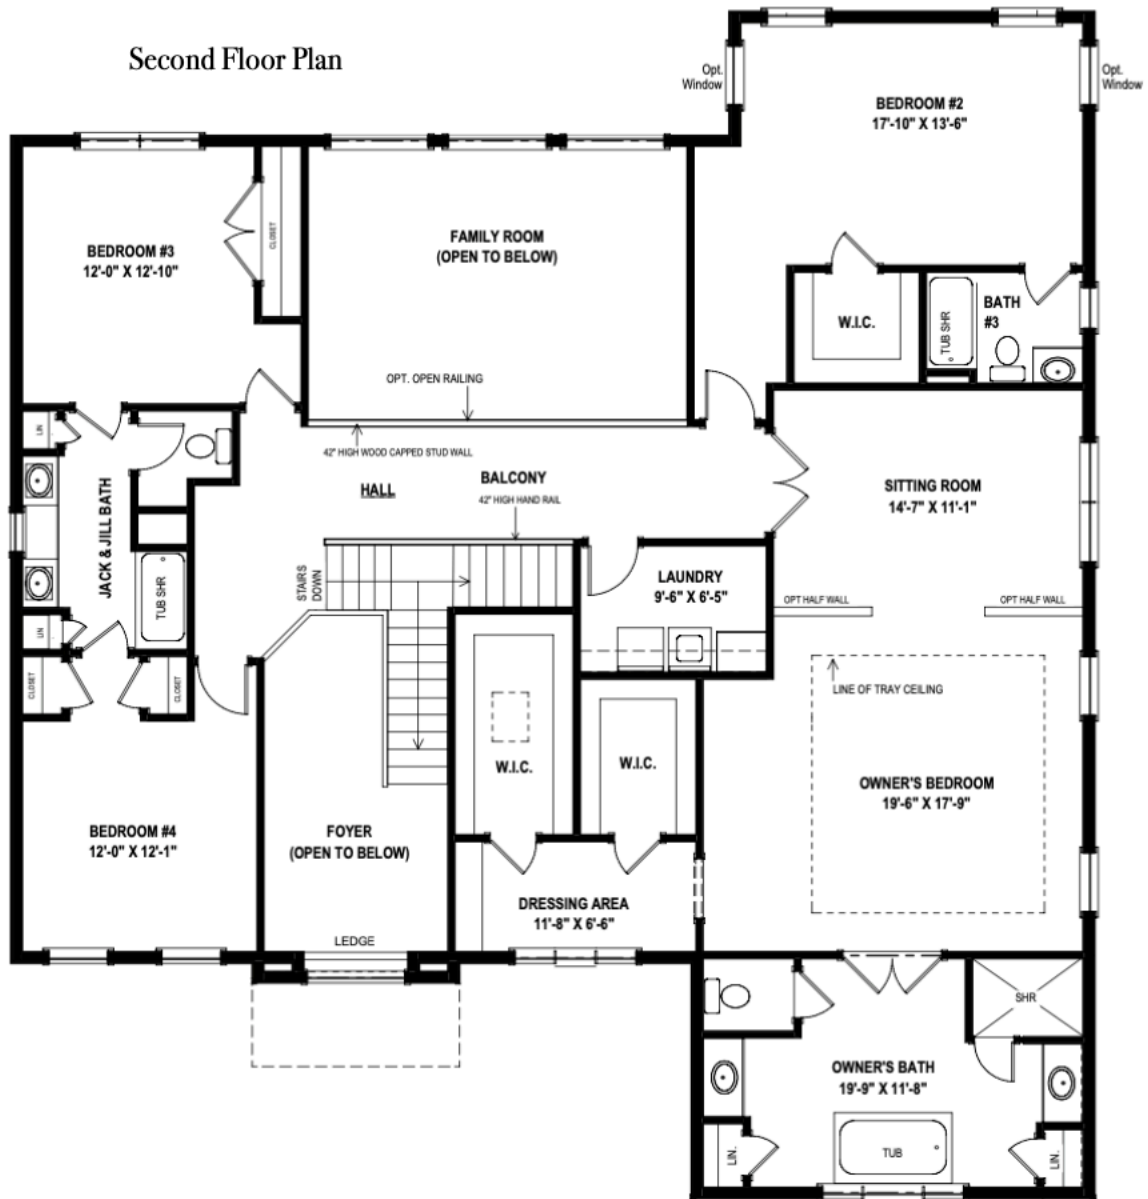 Second Floor Plan
Opt.
Window
Opt.
Window
BEDROOM #2
17'-10" X 13'-6"
BEDROOM #3
12'-0" X 12'-10"
CLOSET
FAMILY ROOM
(OPEN TO BELOW)
W.I.C.
TUB SHR
BATH
#3
OPT. OPEN RAILING
LIN
42" HIGH WOOD CAPPED STUD WALL
HALL
BALCONY
42" HIGH HAND RAIL
SITTING ROOM
14'-7" X 11'-1"
JACK & JILL BATH
TUB SHR
STAIRS
DOWN
LAUNDRY
9'-6" X 6'-5"
OPT HALF WALL
OPT HALF WALL
LIN
CLOSET
CLOSET
LINE OF TRAY CEILING
W.I.C.
W.I.C.
OWNER'S BEDROOM
19'-6" X 17'-9"
BEDROOM #4
12'-0" X 12'-1"
FOYER
(OPEN TO BELOW)
DRESSING AREA
11'-8" X 6'-6"
LEDGE
SHR
OWNER'S BATH
19'-9" X 11'-8"
LIN.
TUB
LIN.